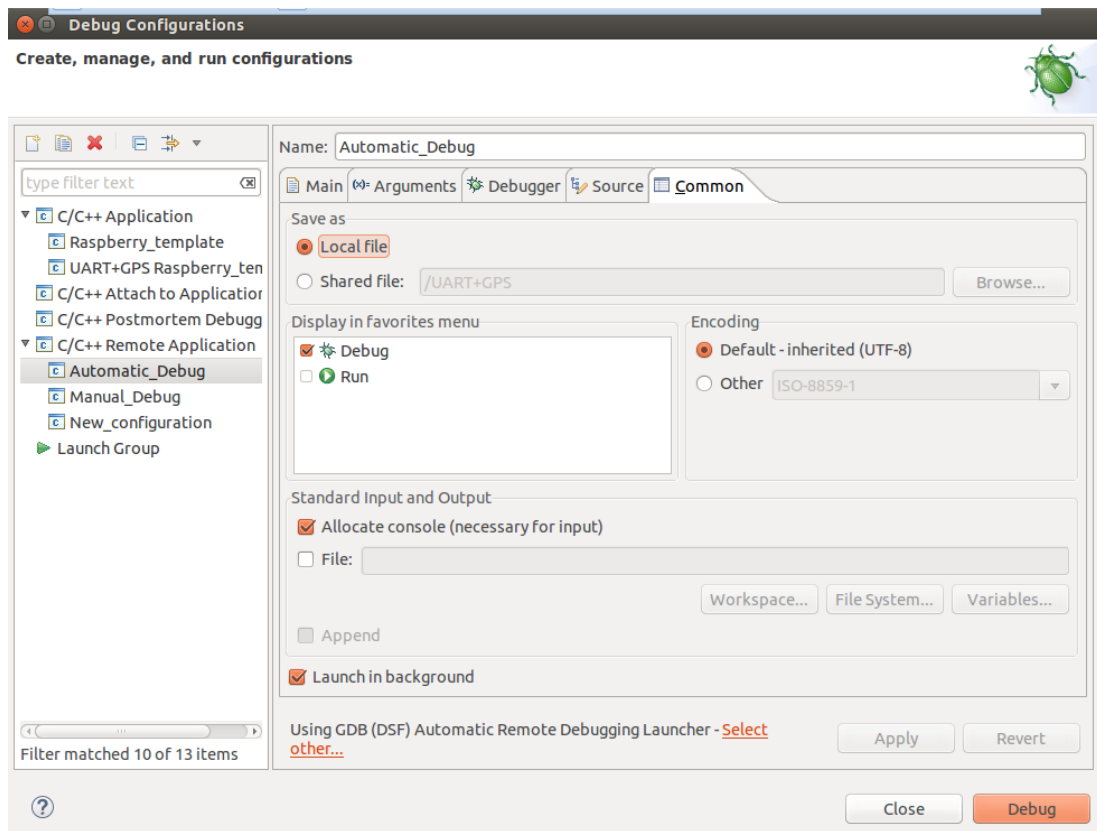 Debug Configurations
Create, manage, and run configurations
type filter text
C/C++ Application
Raspberry_template
UART+GPS Raspberry_ten
C/C++ Attach to Application
C/C++ Postmortem Debugg
C/C++ Remote Application
Automatic_Debug
Manual_Debug
New_configuration
Launch Group
Filter matched 10 of 13 items
Name: Automatic_Debug
Main (x)= Arguments Debugger Source Common
Save as
Local file
Shared file: /UART+GPS Browse...
Display in favorites menu
Debug
Run
Encoding
Default - inherited (UTF-8)
Other ISO-8859-1
Standard Input and Output
Allocate console (necessary for input)
File:
Workspace... File System... Variables...
Append
Launch in background
Using GDB (DSF) Automatic Remote Debugging Launcher - Select
other...
Apply Revert
Close Debug